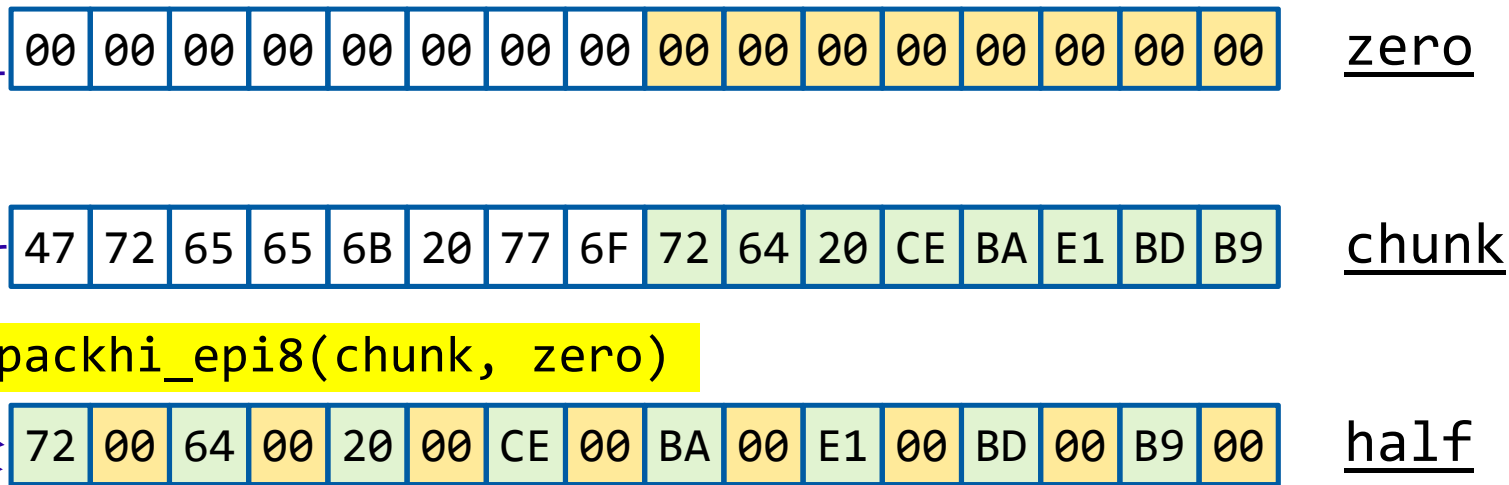 00 00 00 00 00 00 00 00 00 00 00 00 00 00 00 00 zero
47 72 65 65 6B 20 77 6F 72 64 20 CE BA E1 BD B9 chunk
packhi_epi8(chunk, zero)
72 00 64 00 20 00 CE 00 BA 00 E1 00 BD 00 B9 00 half